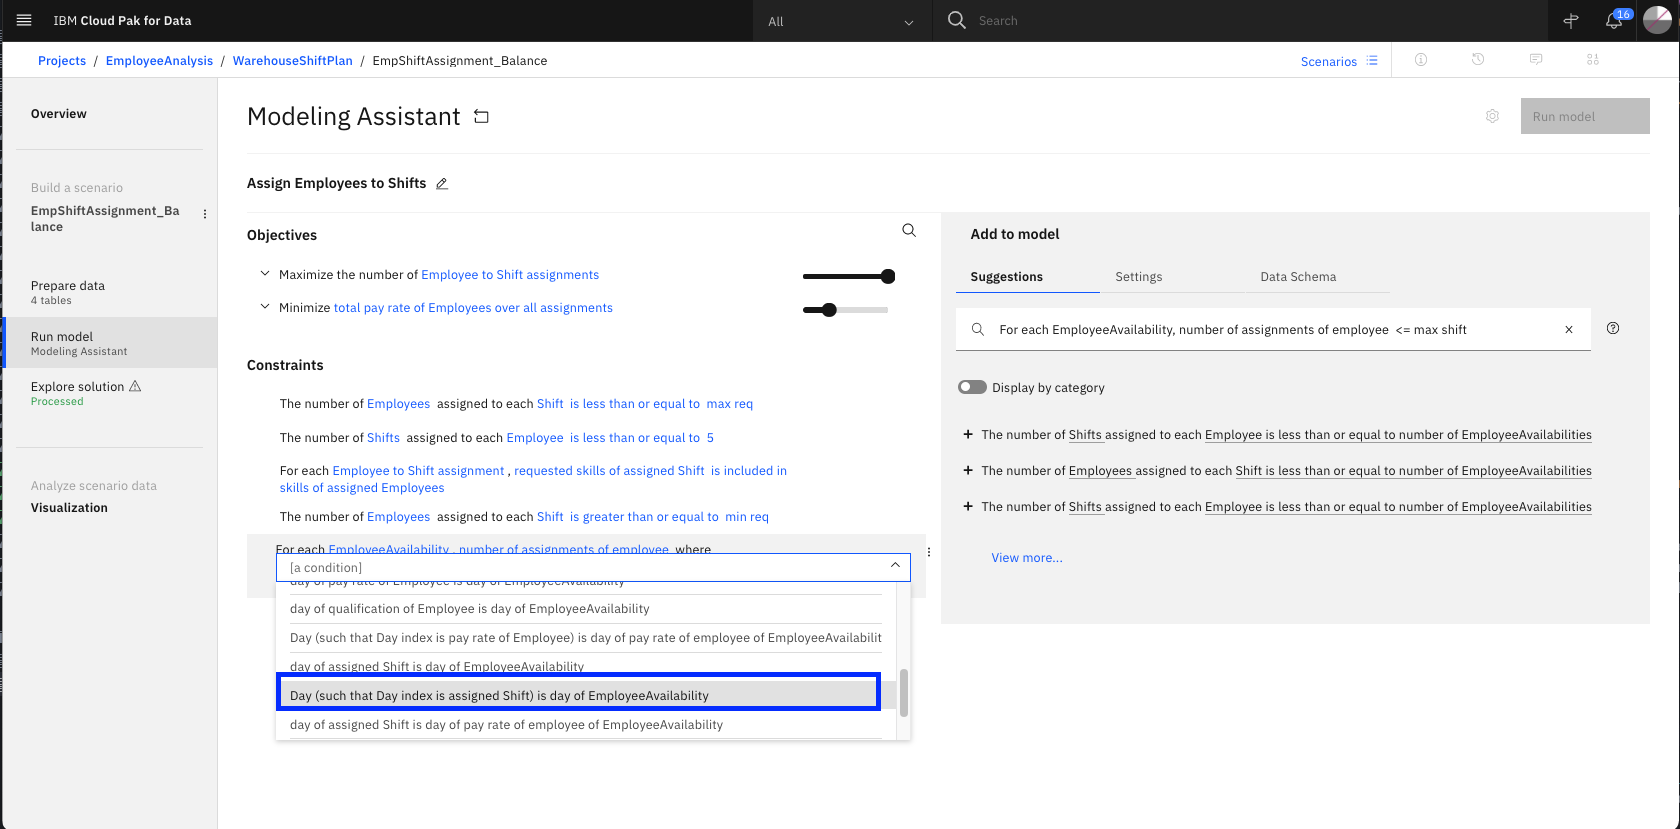 IBM Cloud Pak for Data
All
Search
16
Projects / EmployeeAnalysis / WarehouseShiftPlan / EmpShiftAssignment_Balance
Scenarios
Overview
Build a scenario
EmpShiftAssignment_Ba
lance
Prepare data
4 tables
Run model
Modeling Assistant
Explore solution
Processed
Analyze scenario data
Visualization
Modeling Assistant
Run model
Assign Employees to Shifts
Objectives
Maximize the number of Employee to Shift assignments
Minimize total pay rate of Employees over all assignments
Constraints
The number of Employees assigned to each Shift is less than or equal to max req
The number of Shifts assigned to each Employee is less than or equal to 5
For each Employee to Shift assignment , requested skills of assigned Shift is included in
skills of assigned Employees
The number of Employees assigned to each Shift is greater than or equal to min req
For each EmployeeAvailability , number of assignments of employee where
[a condition]
day of pay rate of Employee is day of EmployeeAvailability
day of qualification of Employee is day of EmployeeAvailability
Day (such that Day index is pay rate of Employee) is day of pay rate of employee of EmployeeAvailabilit
day of assigned Shift is day of EmployeeAvailability
Day (such that Day index is assigned Shift) is day of EmployeeAvailability
day of assigned Shift is day of pay rate of employee of EmployeeAvailability
Add to model
Suggestions
Settings
Data Schema
For each EmployeeAvailability, number of assignments of employee <= max shift
Display by category
The number of Shifts assigned to each Employee is less than or equal to number of EmployeeAvailabilities
The number of Employees assigned to each Shift is less than or equal to number of EmployeeAvailabilities
The number of Shifts assigned to each Employee is less than or equal to number of EmployeeAvailabilities
View more...